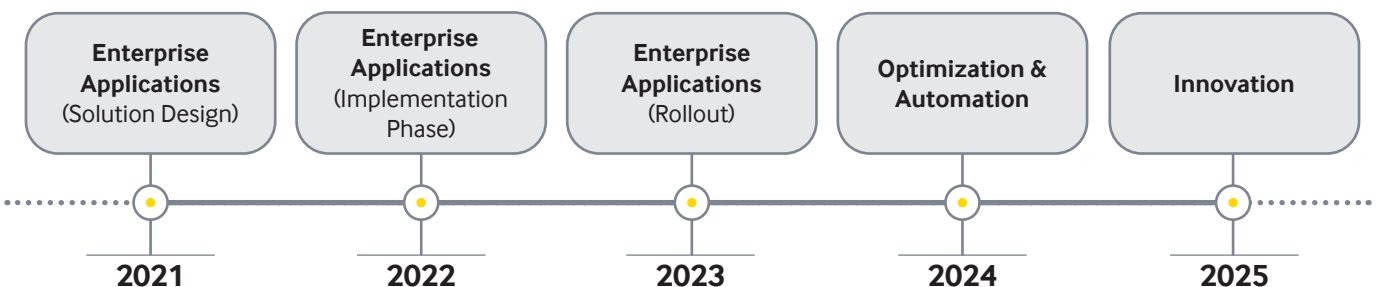 Enterprise
Applications
(Solution Design)
Enterprise
Applications
(Implementation
Phase)
Enterprise
Applications
(Rollout)
Optimization &
Automation
Innovation
2021
2022
2023
2024
2025